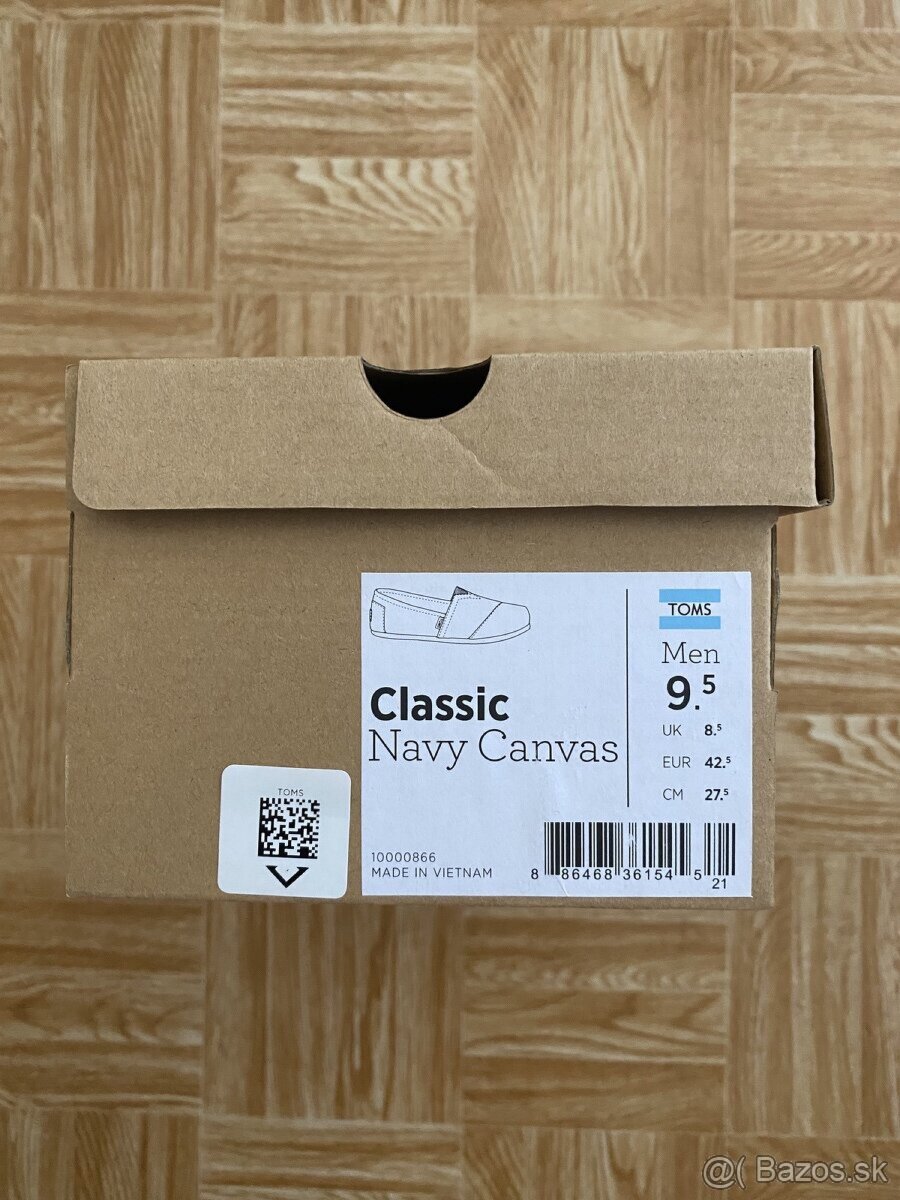 TOMS
Men
9.5
UK 8.5
EUR 42.5
CM 27.5
Classic
Navy Canvas
TOMS
10000866
MADE IN VIETNAM
8 86468 36154 5 21
@( Bazos.sk